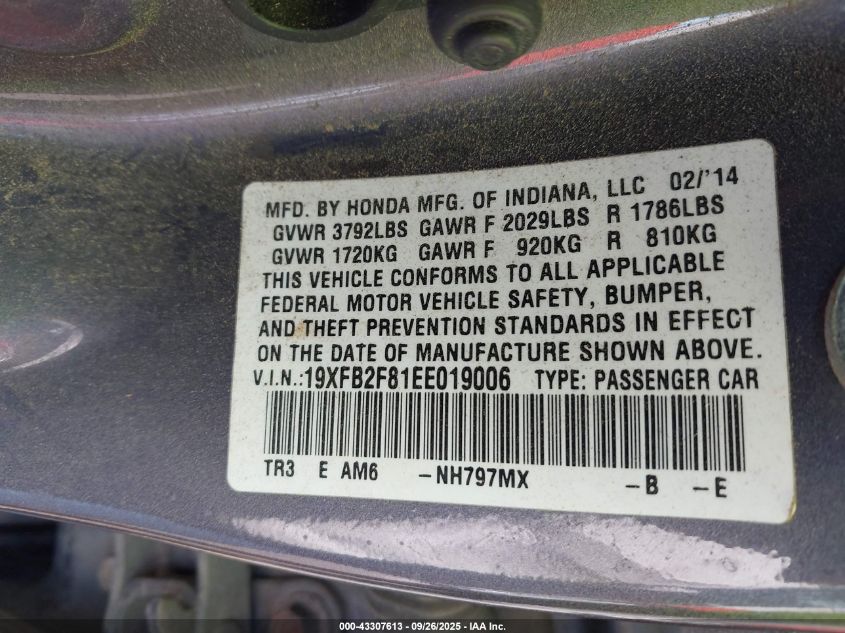 MFD. BY HONDA MFG. OF INDIANA, LLC 02/'14
GVWR 3792LBS GAWR F 2029LBS R 1786LBS
GVWR 1720KG GAWR F 920KG R 810KG
THIS VEHICLE CONFORMS TO ALL APPLICABLE
FEDERAL MOTOR VEHICLE SAFETY, BUMPER,
AND THEFT PREVENTION STANDARDS IN EFFECT
ON THE DATE OF MANUFACTURE SHOWN ABOVE.
V.I.N.:19XFB2F81EE019006 TYPE: PASSENGER CAR
TR3 E AM6 -NH797MX -B -E
000-43307613 - 09/26/2025 - IAA Inc.